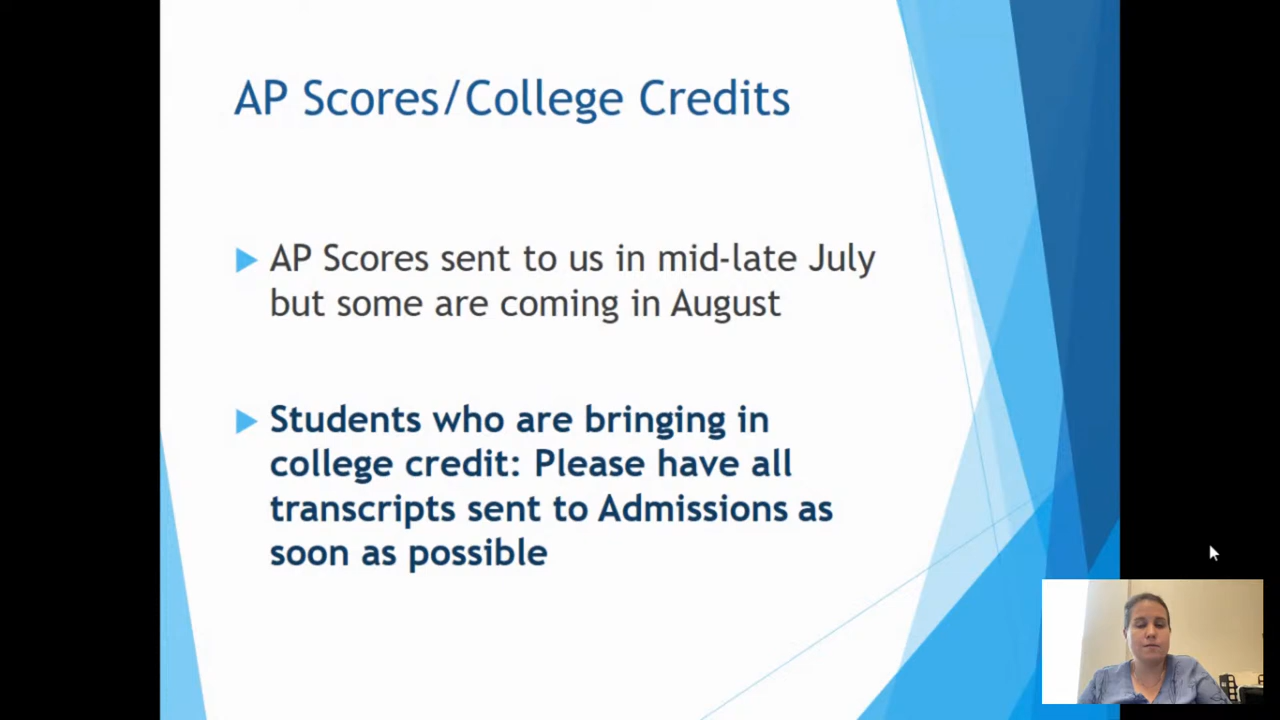 AP Scores/College Credits
AP Scores sent to us in mid-late July
but some are coming in August
Students who are bringing in
college credit: Please have all
transcripts sent to Admissions as
soon as possible